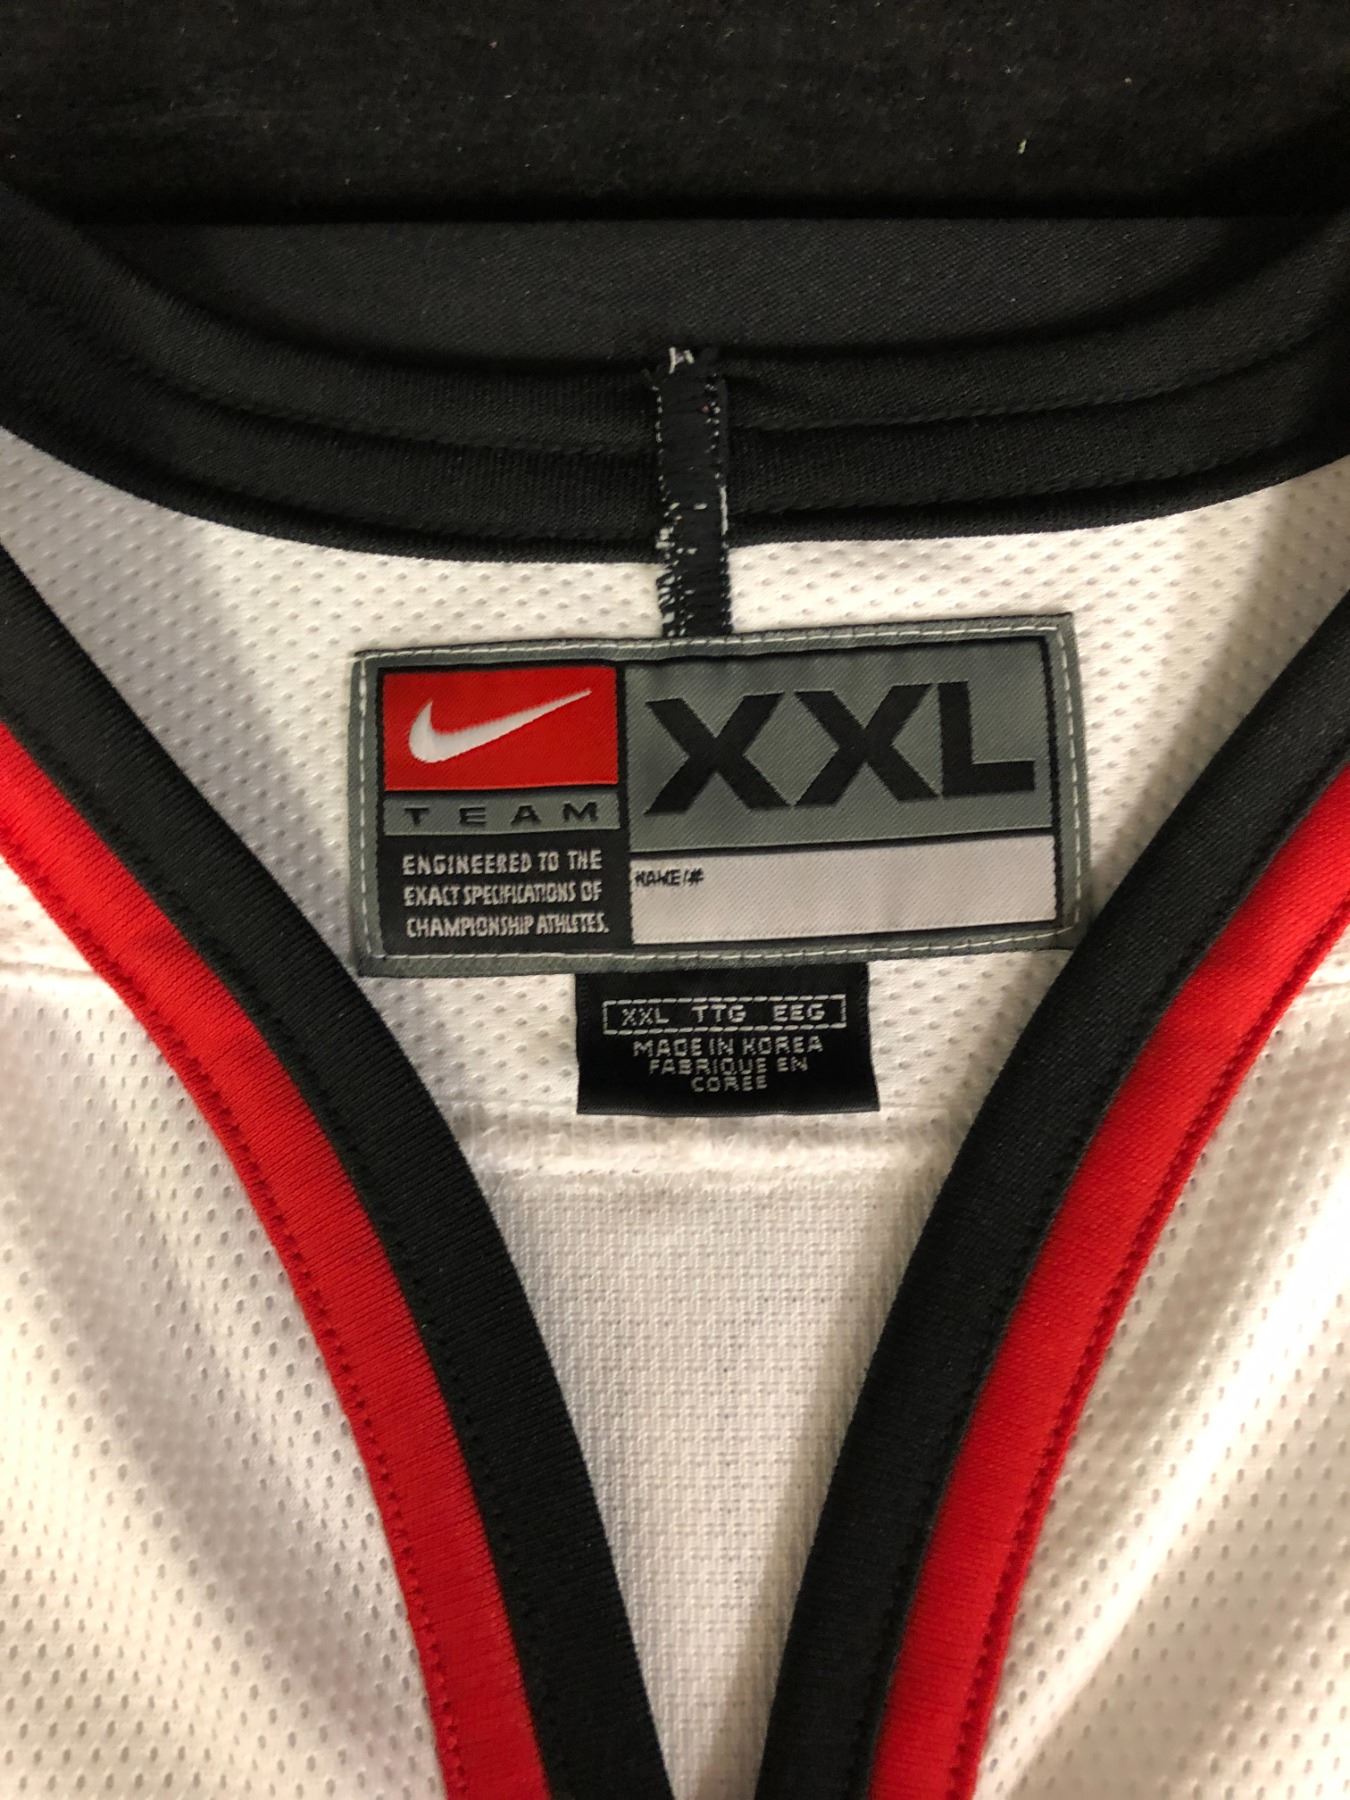 XXL
TEAM
ENGINEERED TO THE
EXACT SPECIFICATIONS OF
CHAMPIONSHIP ATHLETES.
NAME/#
XXL TTG EEG
MADE IN KOREA
FABRIQUE EN
COREE